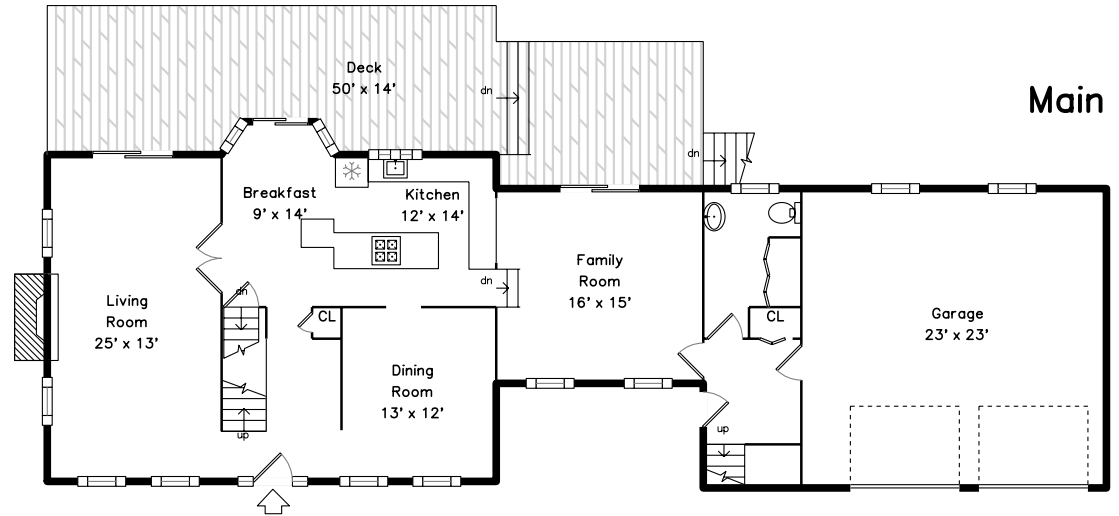 Deck
50' x 14'
dn
Main
dn
Breakfast
9' x 14'
Kitchen
12' x 14'
Family
Room
16' x 15'
dn
dn
Living
Room
25' x 13'
CL
CL
Garage
23' x 23'
Dining
Room
13' x 12'
up
up